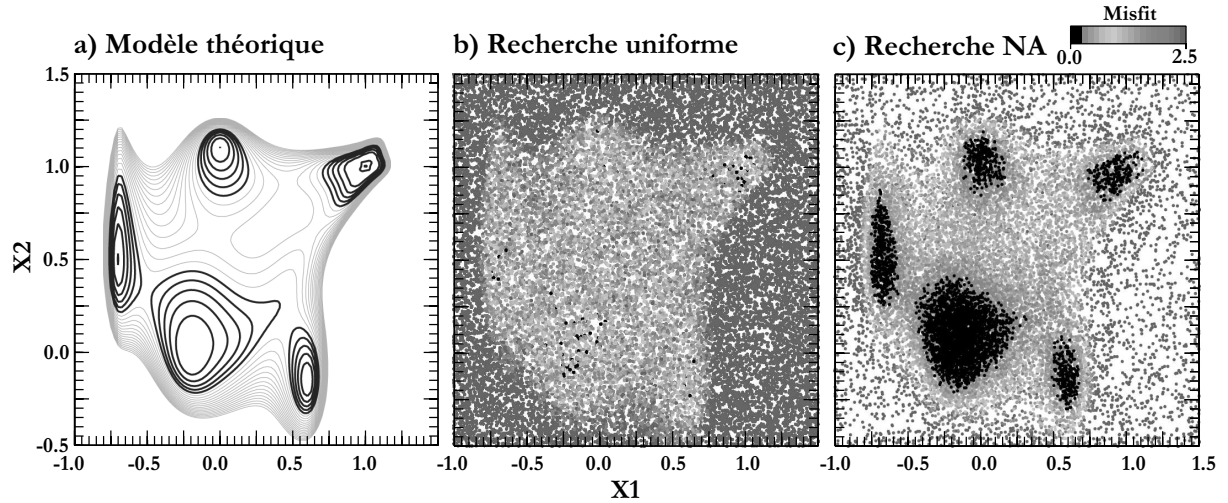 Misfit
a) Modèle théorique
b) Recherche uniforme
c) Recherche NA
0.0 2.5
1.5
1.0
0.5
0.0
-0.5
X2
-1.0 -0.5 0.0 0.5 1.0
-1.0 -0.5 0.0 0.5 1.0
-1.0 -0.5 0.0 0.5 1.0 1.5
X1